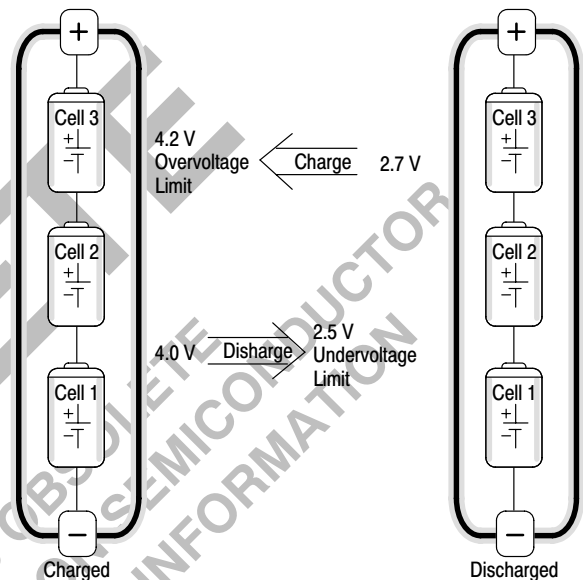 +
Cell 3
+
−
4.2 V
Overvoltage
Limit
Charge
2.7 V
Cell 2
+
−
4.0 V
Disharge
2.5 V
Undervoltage
Limit
Cell 1
+
−
−
Charged
+
Cell 3
+
−
Cell 2
+
−
Cell 1
+
−
−
Discharged
OBSOLETE
ON SEMICONDUCTOR
INFORMATION